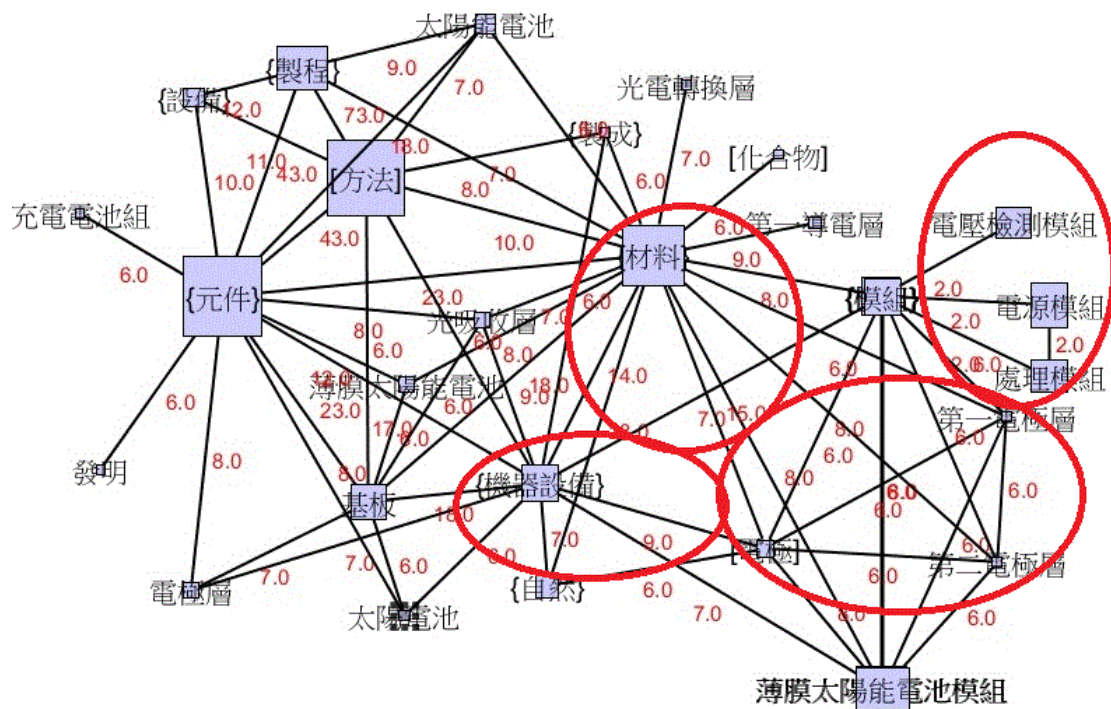 太陽能電池
{製程}
9.0
7.0
{設備}
12.0
73.0
光電轉換層
{製成}
18.0
[化合物]
7.0
11.0
43.0
[方法]
7.0
8.0
6.0
10.0
充電電池組
6.0
第一導電層
電壓檢測模組
43.0
10.0
{材料}
9.0
6.0
{元件}
23.0
6.0
8.0
{模組}
2.0
電源模組
光吸收層
7.0
2.0
8.0
6.0
8.0
2.0
6.0
6.0
6.0
處理模組
薄膜太陽能電池
18.0
14.0
9.0
6.0
23.0
6.0
7.0
15.0
第一電極層
17.0
6.0
8.0
6.0
6.0
發明
8.0
8.0
{機器設備}
8.0
6.0
6.0
6.0
基板
9.0
6.0
7.0
[電極]
第二電極層
電極層
7.0
7.0
6.0
{自然}
6.0
6.0
太陽電池
7.0
8.0
6.0
薄膜太陽能電池模組